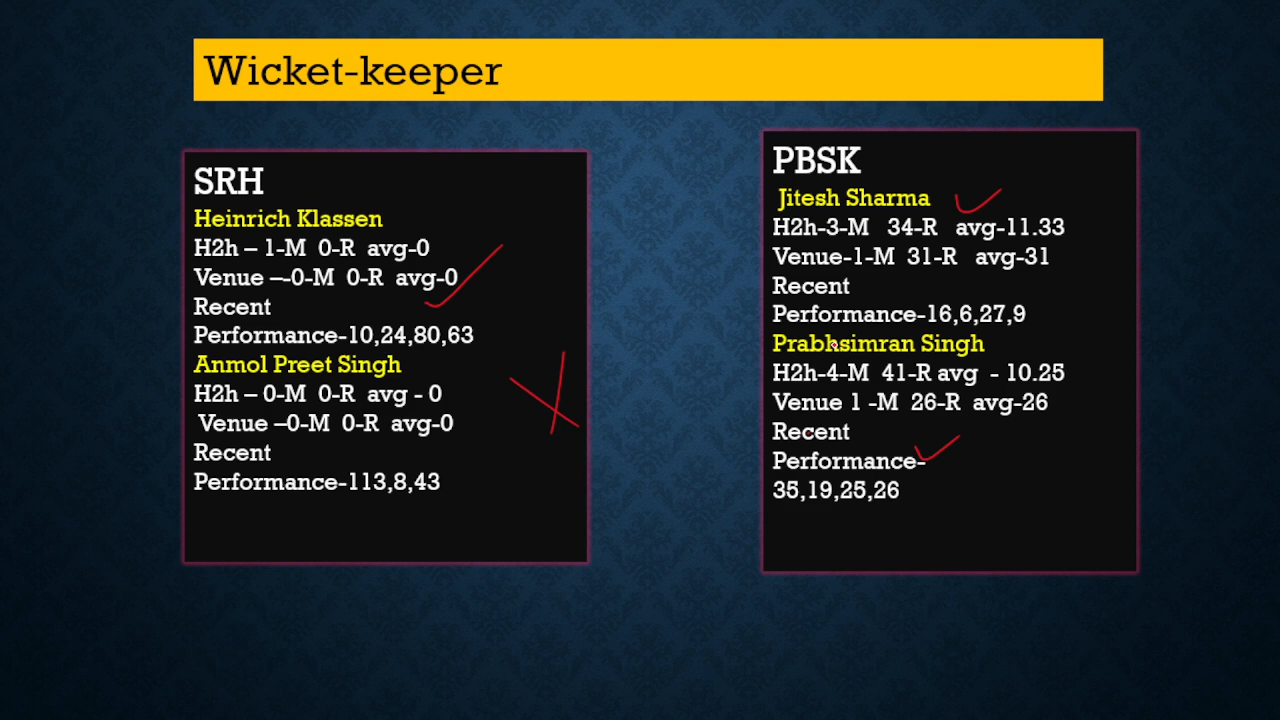 Wicket-keeper
SRH
Heinrich Klassen
H2h – 1-M 0-R avg-0
Venue –-0-M 0-R avg-0
Recent
Performance-10,24,80,63
Anmol Preet Singh
H2h – 0-M 0-R avg - 0
Venue –0-M 0-R avg-0
Recent
Performance-113,8,43
PBSK
Jitesh Sharma
H2h-3-M 34-R avg-11.33
Venue-1-M 31-R avg-31
Recent
Performance-16,6,27,9
Prabhsimran Singh
H2h-4-M 41-R avg - 10.25
Venue 1 -M 26-R avg-26
Recent
Performance-
35,19,25,26